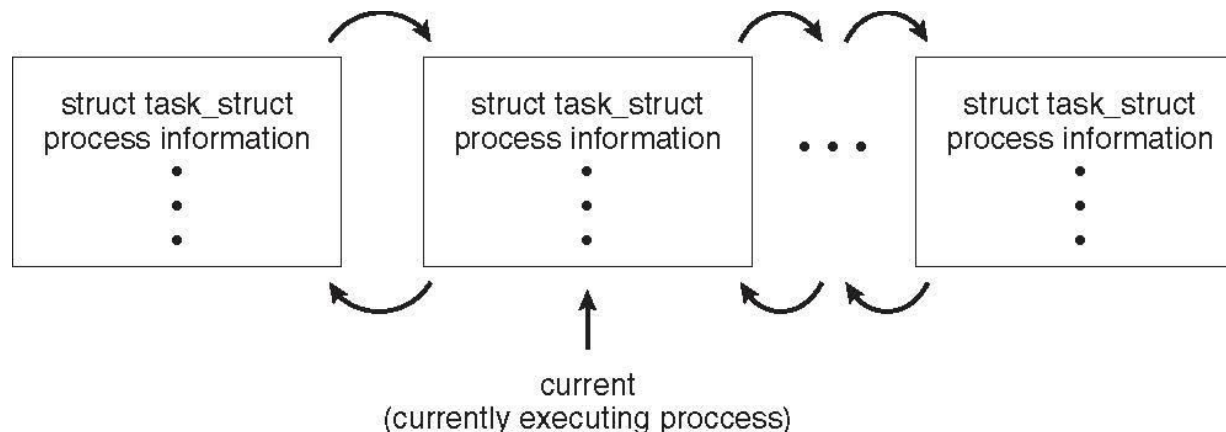 struct task_struct
process information
struct task_struct
process information
• • •
struct task_struct
process information
current
(currently executing proccess)